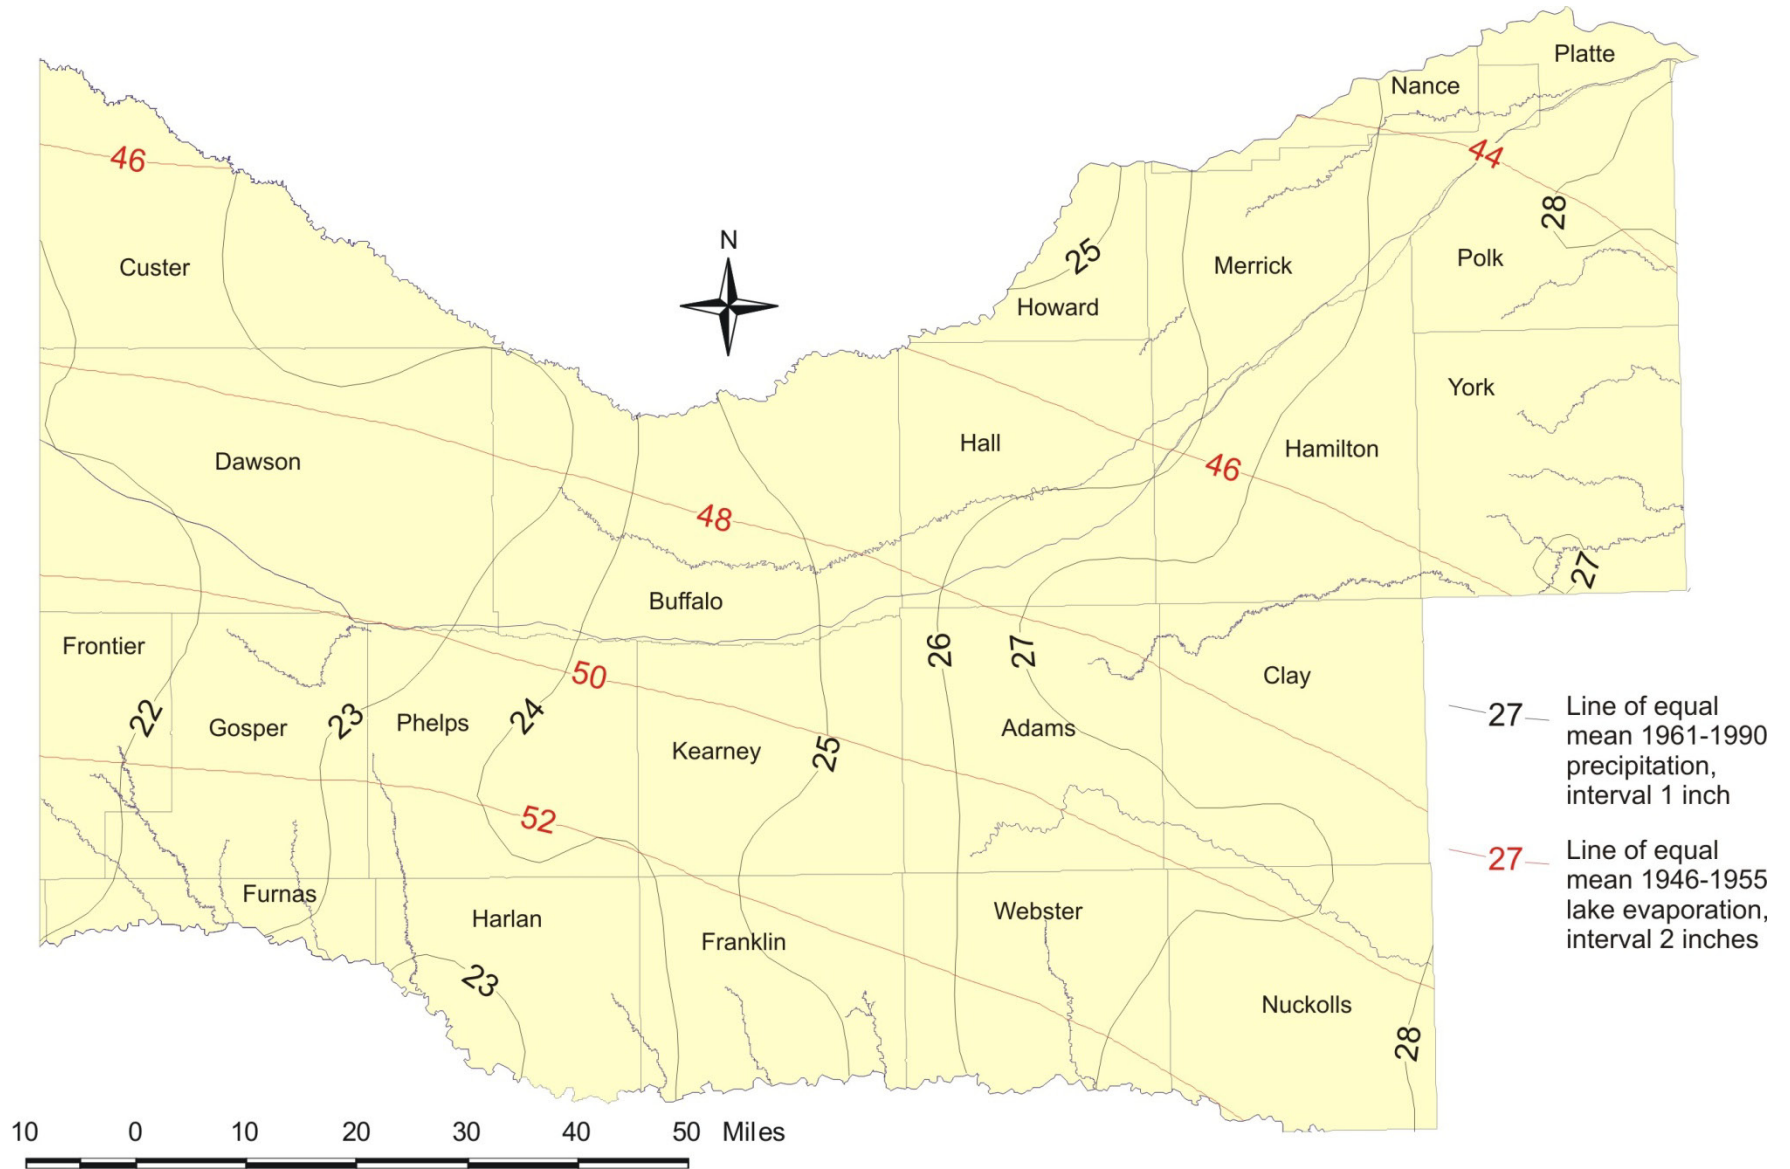 Platte
Nance
44
46
28
Custer
N
25
Merrick
Polk
Howard
York
Hall
Hamilton
Dawson
46
48
27
Buffalo
Frontier
26
27
50
Clay
22
23
24
Gosper
Phelps
Adams
Kearney
25
52
Furnas
Harlan
Webster
Franklin
23
Nuckolls
28
27
Line of equal
mean 1961-1990
precipitation,
interval 1 inch
27
Line of equal
mean 1946-1955
lake evaporation,
interval 2 inches
10 0 10 20 30 40 50 Miles